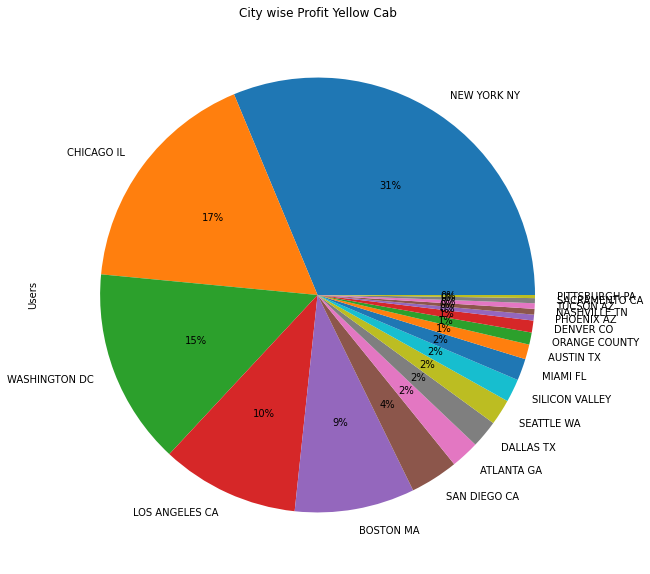 City wise Profit Yellow Cab
NEW YORK NY
31%
CHICAGO IL
17%
Users
WASHINGTON DC
15%
LOS ANGELES CA
10%
BOSTON MA
9%
SAN DIEGO CA
4%
ATLANTA GA
2%
DALLAS TX
2%
SEATTLE WA
2%
SILICON VALLEY
2%
MIAMI FL
2%
AUSTIN TX
1%
ORANGE COUNTY
1%
DENVER CO
1%
PHOENIX AZ
NASHVILLE TN
TUCSON AZ
SACRAMENTO CA
PITTSBURGH PA
0%